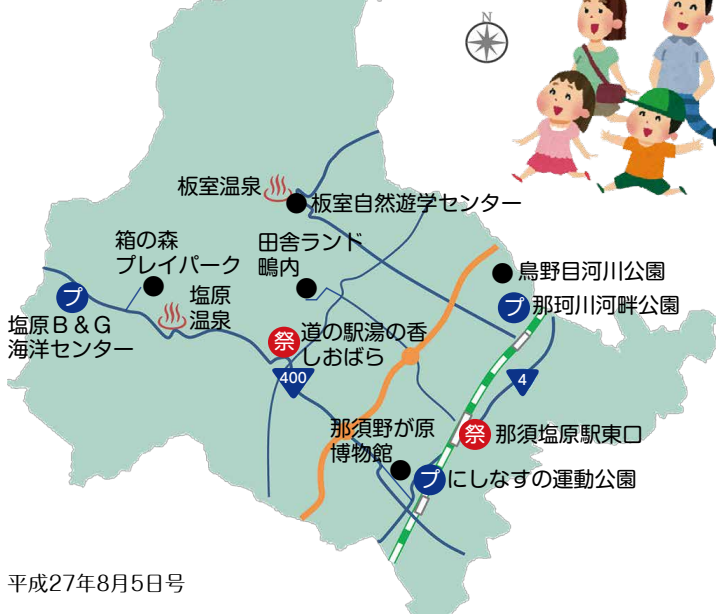 N
板室温泉
板室自然遊学センター
箱の森
プレイパーク
田舎ランド
鴫内
鳥野目河川公園
プ
那珂川河畔公園
プ
塩原B&G
海洋センター
塩原
温泉
祭
道の駅湯の香
しおばら
400
4
祭
那須塩原駅東口
那須野が原
博物館
プ
にしなすの運動公園
平成27年8月5日号